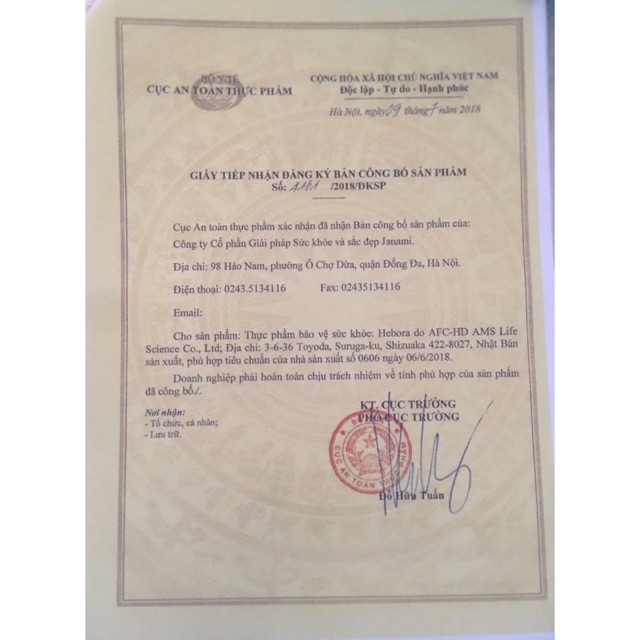 BỘ Y TẾ
CỤC AN TOÀN THỰC PHẨM
CỘNG HÒA XÃ HỘI CHỦ NGHĨA VIỆT NAM
Độc lập - Tự do - Hạnh phúc
Hà Nội, ngày 09 tháng 7 năm 2018
GIẤY TIẾP NHẬN ĐĂNG KÝ BẢN CÔNG BỐ SẢN PHẨM
Số: /2018/ĐKSP
Cục An toàn thực phẩm xác nhận đã nhận Bản công bố sản phẩm của:
Công ty Cổ phần Giải pháp Sức khỏe và sắc đẹp Janami.
Địa chỉ: 98 Hào Nam, phường Ô Chợ Dừa, quận Đống Đa, Hà Nội.
Điện thoại: 0243.5134116 Fax: 02435134116
Email:
Cho sản phẩm: Thực phẩm bảo vệ sức khỏe: Hebora do AFC-HD AMS Life
Science Co., Ltd; Địa chỉ: 3-6-36 Toyoda, Suruga-ku, Shizuaka 422-8027, Nhật Bản
sản xuất, phù hợp tiêu chuẩn của nhà sản xuất số 0606 ngày 06/6/2018.
Doanh nghiệp phải hoàn toàn chịu trách nhiệm về tính phù hợp của sản phẩm
đã công bố./.
Nơi nhận:
- Tổ chức, cá nhân;
- Lưu trữ.
KT. CỤC TRƯỞNG
PHÓ CỤC TRƯỞNG
CỤC AN TOÀN THỰC PHẨM
Đỗ Hữu Tuấn